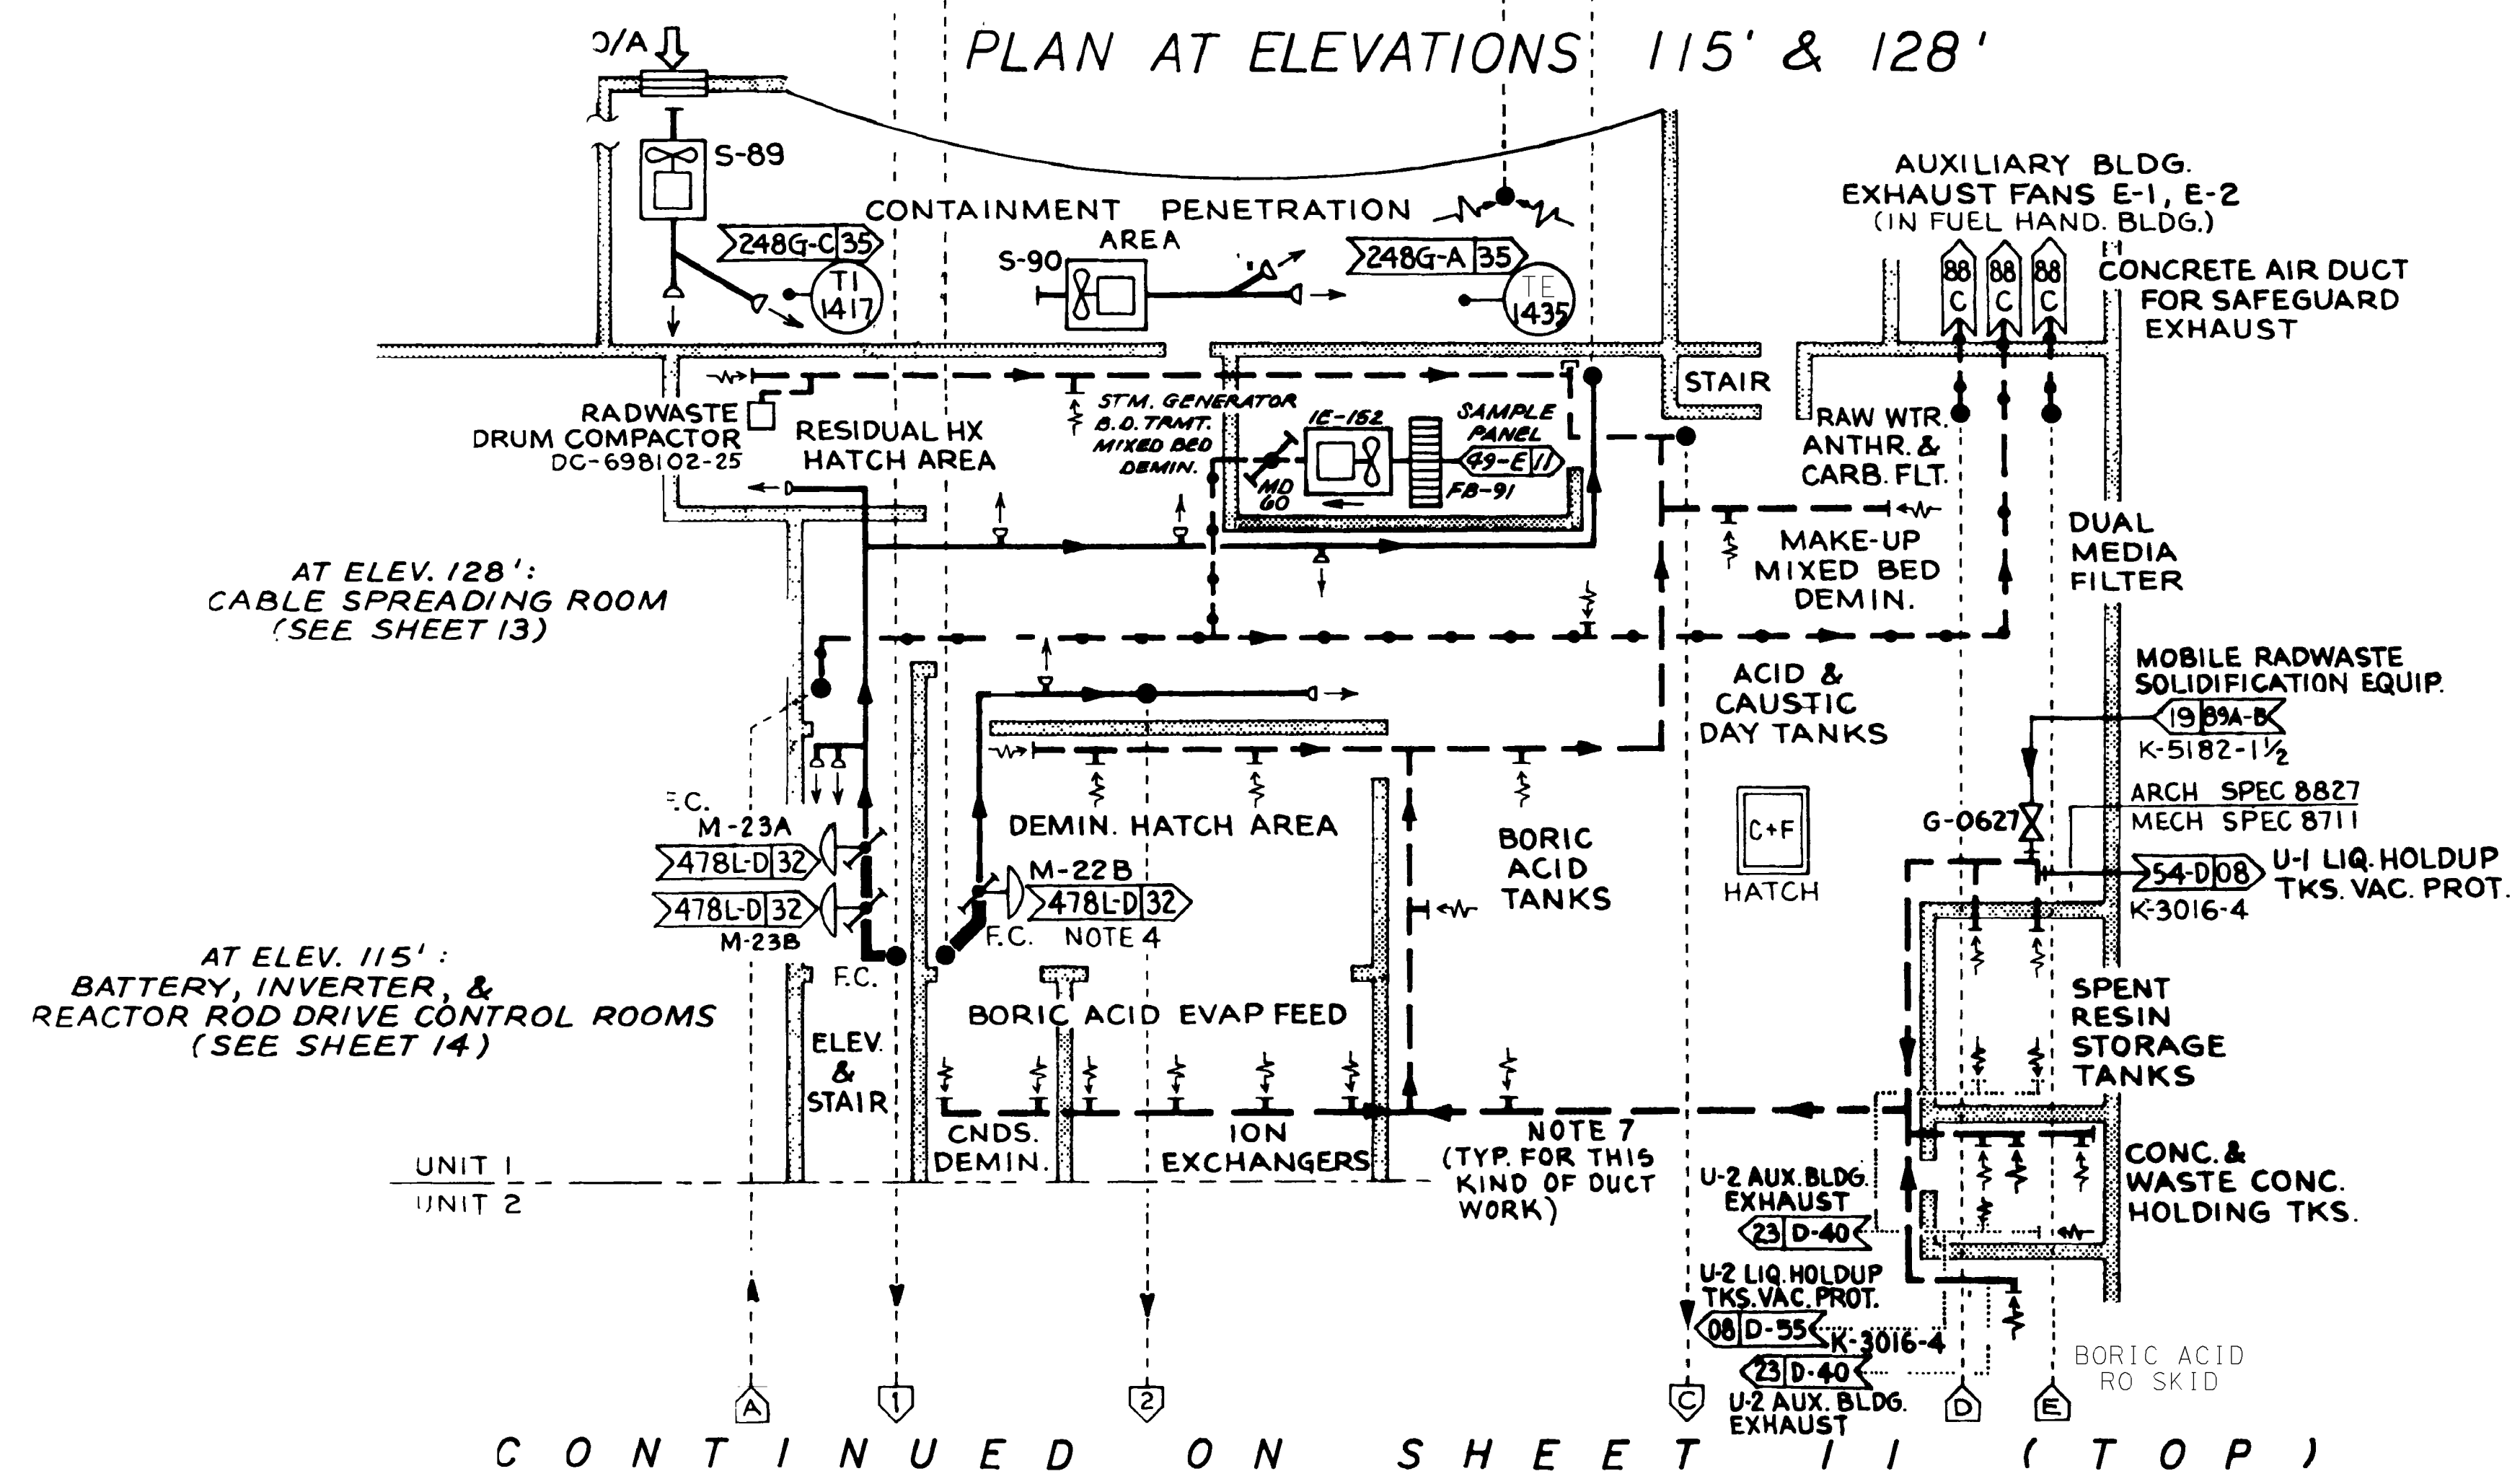 PLAN AT ELEVATIONS 115' & 128'
O/A
S-89
CONTAINMENT PENETRATION
AREA
248G-C 35
TI
1417
S-90
248G-A 35
TE
1435
AUXILIARY BLDG.
EXHAUST FANS E-1, E-2
(IN FUEL HAND. BLDG.)
88
C
88
C
88
C
CONCRETE AIR DUCT
FOR SAFEGUARD
EXHAUST
RADWASTE
DRUM COMPACTOR
DC-698102-25
RESIDUAL HX
HATCH AREA
STM. GENERATOR
B.D. TRMT.
MIXED BED
DEMIN.
IE-152
SAMPLE
PANEL
49-E 11
MD
60
FB-91
STAIR
RAW WTR.
ANTHR. &
CARB. FLT.
MAKE-UP
MIXED BED
DEMIN.
DUAL
MEDIA
FILTER
AT ELEV. 128':
CABLE SPREADING ROOM
(SEE SHEET 13)
ACID &
CAUSTIC
DAY TANKS
MOBILE RADWASTE
SOLIDIFICATION EQUIP.
19 89A-B
K-5182-1½
ARCH SPEC 8827
MECH SPEC 8711
G-0627
54-D 08
U-1 LIQ. HOLDUP
TKS. VAC. PROT.
K-3016-4
F.C.
M-23A
478L-D 32
478L-D 32
M-23B
F.C.
DEMIN. HATCH AREA
M-22B
478L-D 32
F.C.
NOTE 4
BORIC
ACID
TANKS
C+F
HATCH
AT ELEV. 115':
BATTERY, INVERTER, &
REACTOR ROD DRIVE CONTROL ROOMS
(SEE SHEET 14)
BORIC ACID EVAP FEED
ELEV.
&
STAIR
SPENT
RESIN
STORAGE
TANKS
CNDS.
DEMIN.
ION
EXCHANGERS
NOTE 7
(TYP. FOR THIS
KIND OF DUCT
WORK)
UNIT 1
UNIT 2
CONC. &
WASTE CONC.
HOLDING TKS.
U-2 AUX. BLDG.
EXHAUST
23 D-40
U-2 LIQ. HOLDUP
TKS. VAC. PROT.
08 D-55
K-3016-4
23 D-40
U-2 AUX. BLDG.
EXHAUST
BORIC ACID
RO SKID
A
1
2
C
D
E
CONTINUED ON SHEET 11 (TOP)